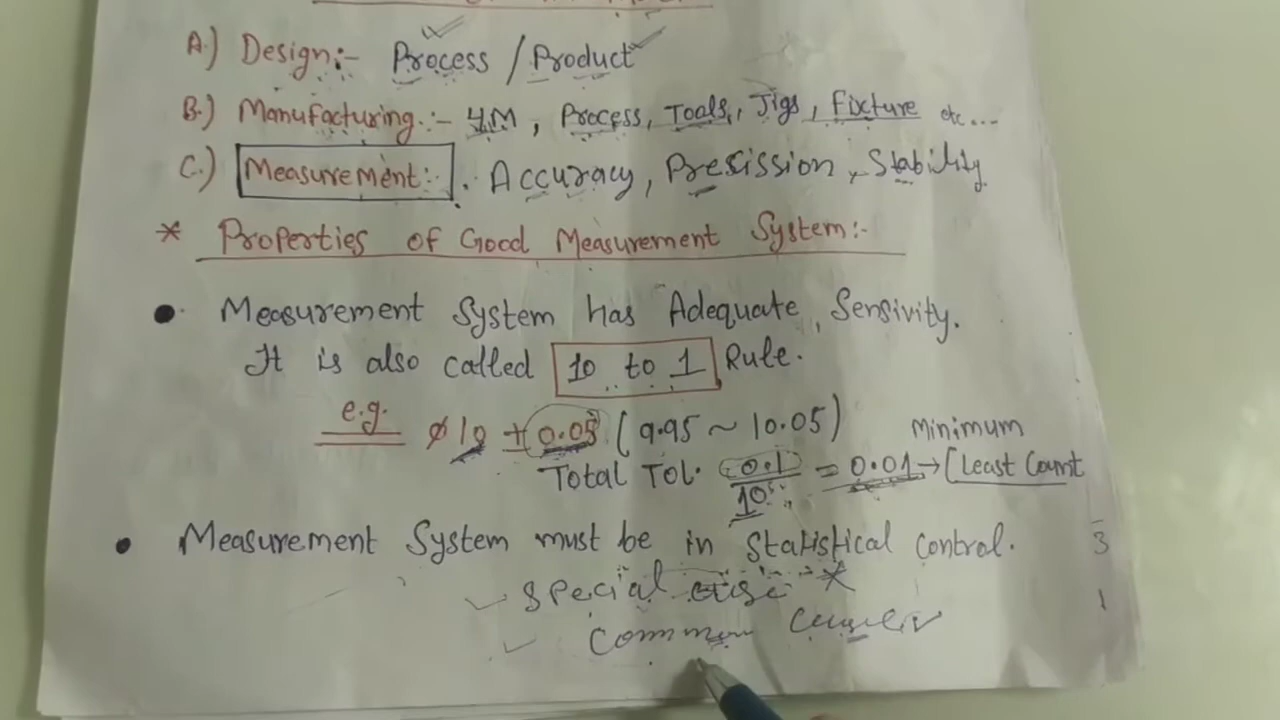 A.) Design:- Process / Product
B.) Manufacturing:- 4M, Process, Tools, Jigs, Fixture etc...
C.) Measurement:- Accuracy, Presission, Stability
* Properties of Good Measurement System:-
• Measurement System has Adequate Sensivity.
It is also called 10 to 1 Rule.
e.g. ϕ10 ± 0.05 (9.95 ~ 10.05)
Minimum
Total Tol. 0.1/10 = 0.01 → [Least Count
• Measurement System must be in Statistical Control.
Special
Common